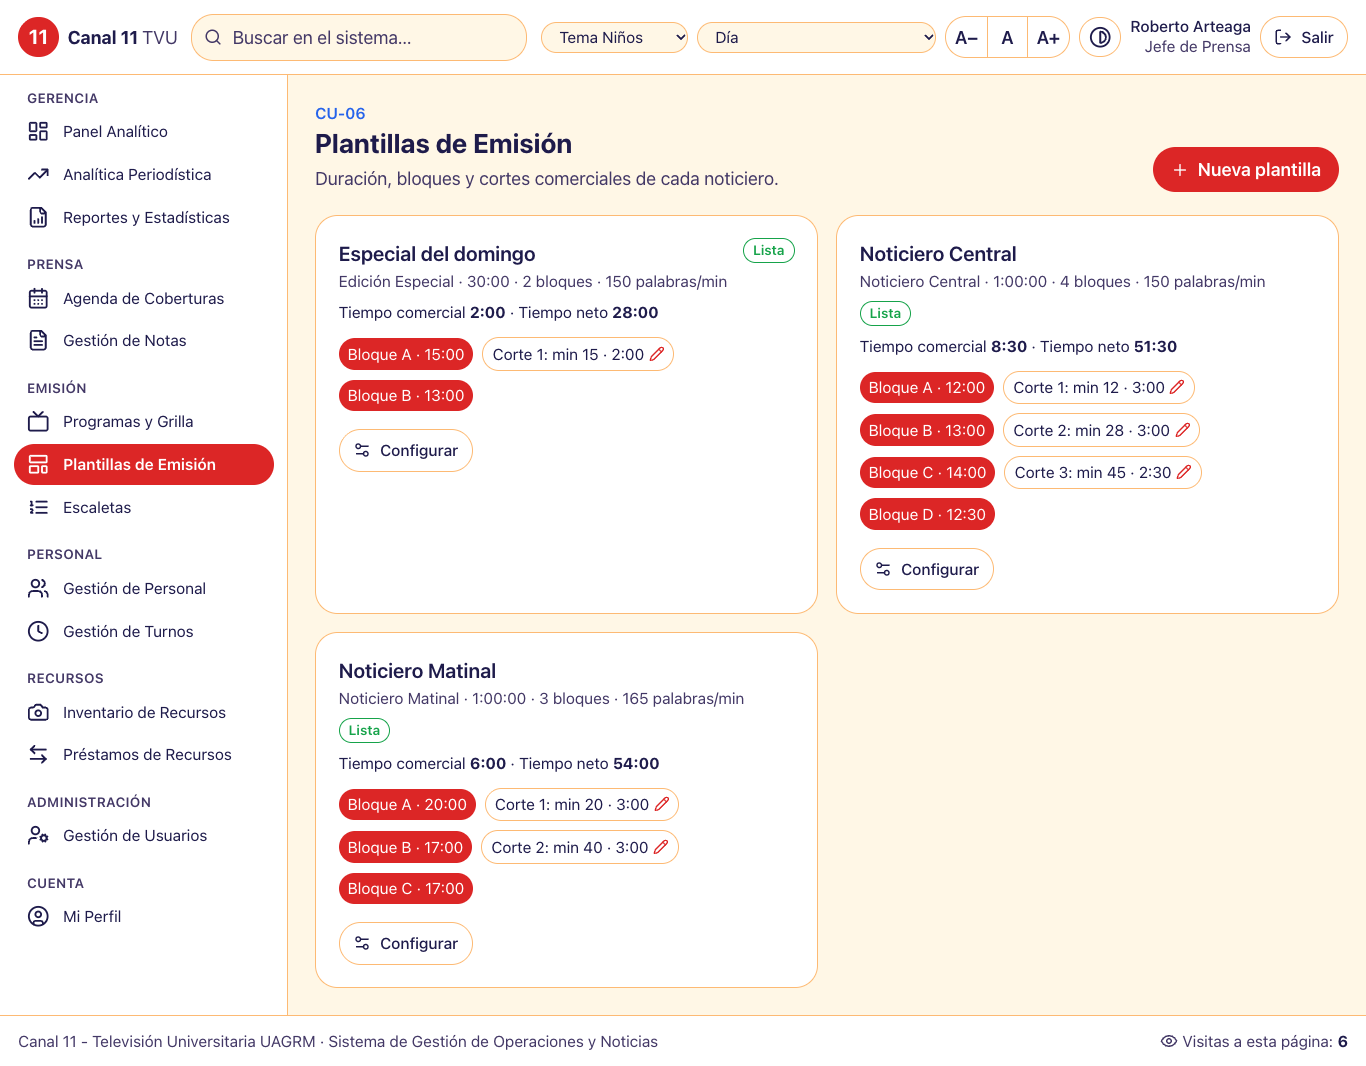 11 Canal 11 TVU
Buscar en el sistema...
Tema Niños
Día
A− A A+
Roberto Arteaga
Jefe de Prensa
Salir
GERENCIA
Panel Analítico
Analítica Periodística
Reportes y Estadísticas
PRENSA
Agenda de Coberturas
Gestión de Notas
EMISIÓN
Programas y Grilla
Plantillas de Emisión
Escaletas
PERSONAL
Gestión de Personal
Gestión de Turnos
RECURSOS
Inventario de Recursos
Préstamos de Recursos
ADMINISTRACIÓN
Gestión de Usuarios
CUENTA
Mi Perfil
CU-06
Plantillas de Emisión
Duración, bloques y cortes comerciales de cada noticiero.
+ Nueva plantilla
Especial del domingo
Lista
Edición Especial · 30:00 · 2 bloques · 150 palabras/min
Tiempo comercial 2:00 · Tiempo neto 28:00
Bloque A · 15:00 Corte 1: min 15 · 2:00
Bloque B · 13:00
Configurar
Noticiero Central
Noticiero Central · 1:00:00 · 4 bloques · 150 palabras/min
Lista
Tiempo comercial 8:30 · Tiempo neto 51:30
Bloque A · 12:00 Corte 1: min 12 · 3:00
Bloque B · 13:00 Corte 2: min 28 · 3:00
Bloque C · 14:00 Corte 3: min 45 · 2:30
Bloque D · 12:30
Configurar
Noticiero Matinal
Noticiero Matinal · 1:00:00 · 3 bloques · 165 palabras/min
Lista
Tiempo comercial 6:00 · Tiempo neto 54:00
Bloque A · 20:00 Corte 1: min 20 · 3:00
Bloque B · 17:00 Corte 2: min 40 · 3:00
Bloque C · 17:00
Configurar
Canal 11 - Televisión Universitaria UAGRM · Sistema de Gestión de Operaciones y Noticias
Visitas a esta página: 6